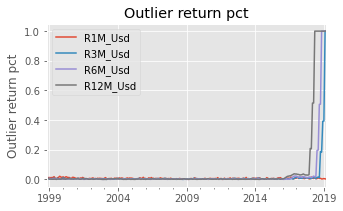 Outlier return pct
Outlier return pct
1.0
0.8
0.6
0.4
0.2
0.0
R1M_Usd
R3M_Usd
R6M_Usd
R12M_Usd
1999
2004
2009
2014
2019